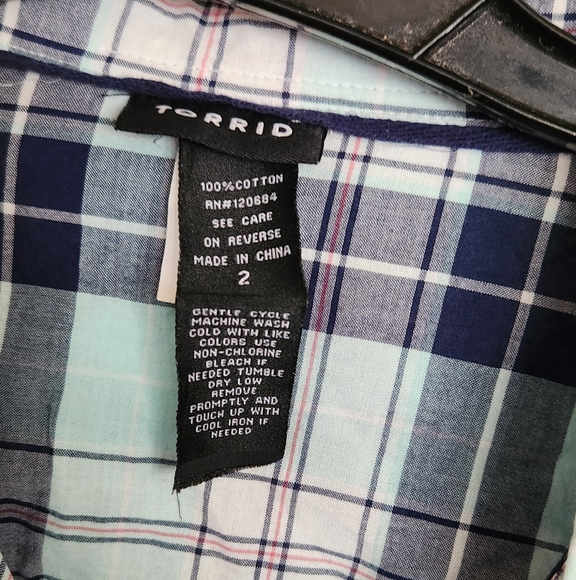 TORRID
100%COTTON
RN#120684
SEE CARE
ON REVERSE
MADE IN CHINA
2
GENTLE CYCLE
MACHINE WASH
COLD WITH LIKE
COLORS USE
NON-CHLORINE
BLEACH IF
NEEDED TUMBLE
DRY LOW
REMOVE
PROMPTLY AND
TOUCH UP WITH
COOL IRON IF
NEEDED